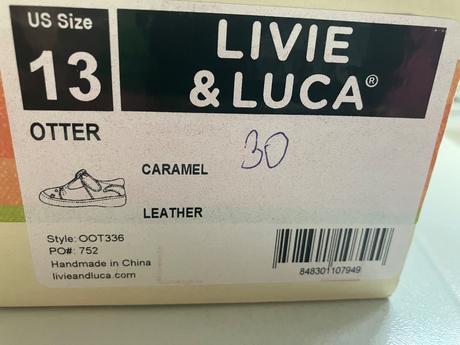 US Size
13
LIVIE
& LUCA®
OTTER
30
CARAMEL
LEATHER
Style: OOT336
PO#: 752
Handmade in China
livieandluca.com
848301107949